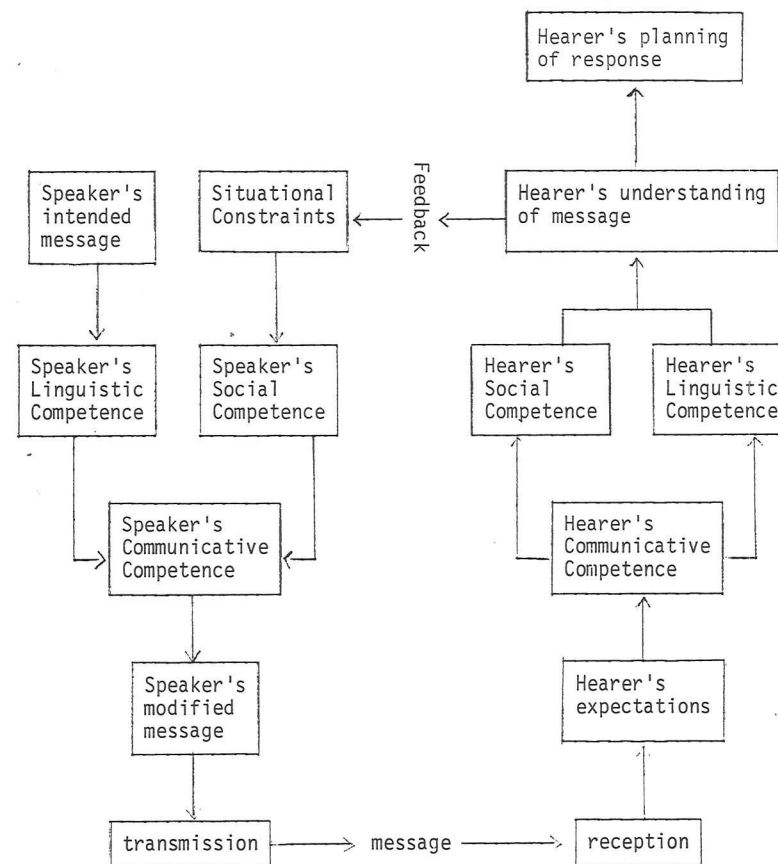 Hearer's planning
of response
Speaker's
intended
message
Situational
Constraints
Feedback
Hearer's understanding
of message
Speaker's
Linguistic
Competence
Speaker's
Social
Competence
Hearer's
Social
Competence
Hearer's
Linguistic
Competence
Speaker's
Communicative
Competence
Hearer's
Communicative
Competence
Speaker's
modified
message
Hearer's
expectations
transmission
message
reception